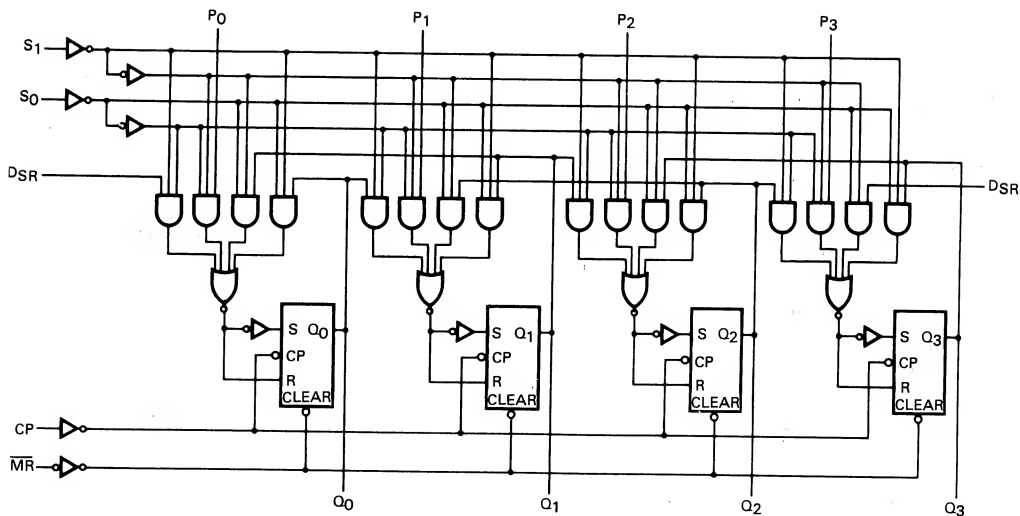 P0 P1 P2 P3
S1
S0
DSR DSR
S Q0 S Q1 S Q2 S Q3
CP CP CP CP
R R R R
CLEAR CLEAR CLEAR CLEAR
CP
MR
Q0 Q1 Q2 Q3